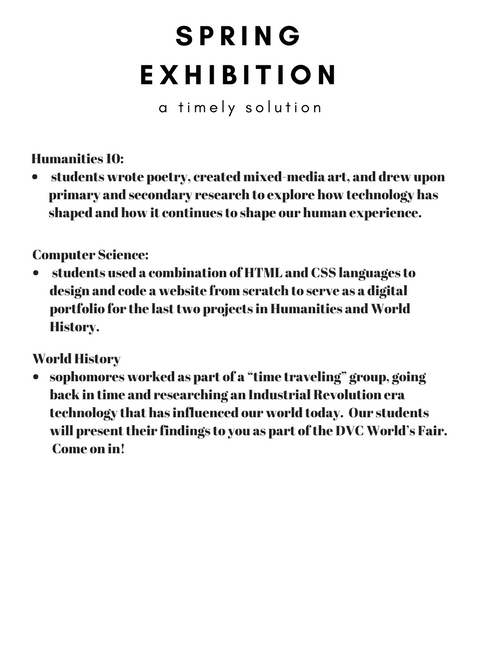 SPRING
EXHIBITION
a timely solution
Humanities 10:
• students wrote poetry, created mixed-media art, and drew upon
primary and secondary research to explore how technology has
shaped and how it continues to shape our human experience.
Computer Science:
• students used a combination of HTML and CSS languages to
design and code a website from scratch to serve as a digital
portfolio for the last two projects in Humanities and World
History.
World History
• sophomores worked as part of a “time traveling” group, going
back in time and researching an Industrial Revolution era
technology that has influenced our world today. Our students
will present their findings to you as part of the DVC World's Fair.
Come on in!